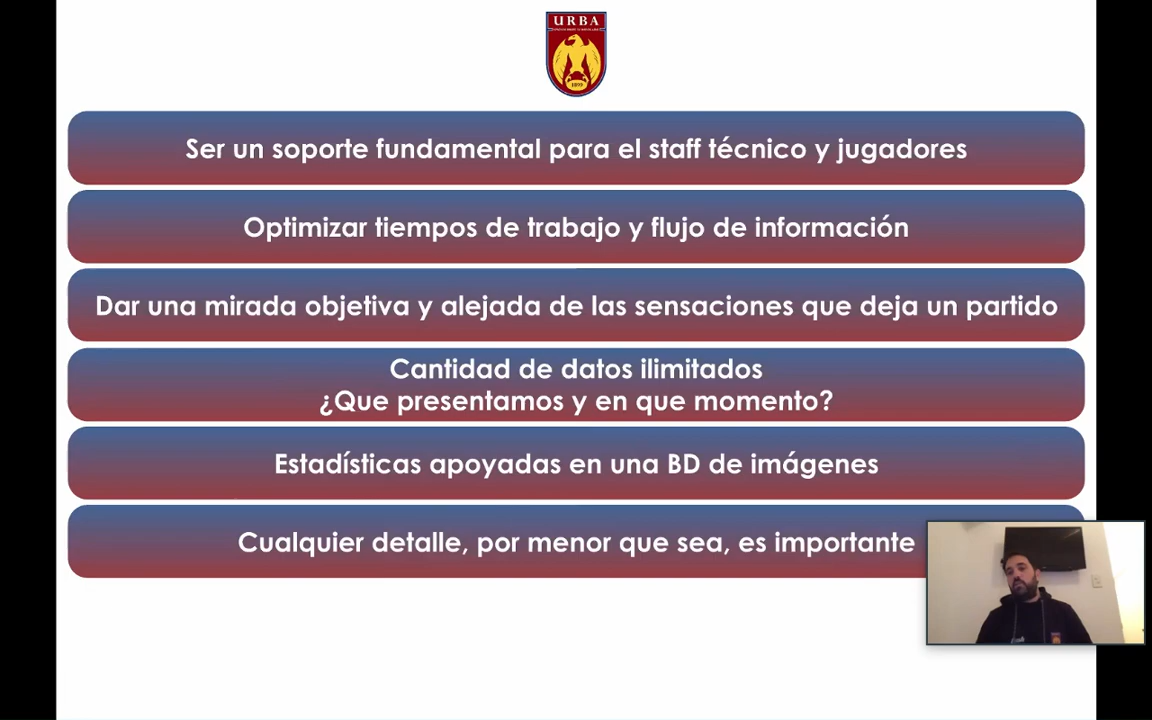 URBA
1899
Ser un soporte fundamental para el staff técnico y jugadores
Optimizar tiempos de trabajo y flujo de información
Dar una mirada objetiva y alejada de las sensaciones que deja un partido
Cantidad de datos ilimitados
¿Que presentamos y en que momento?
Estadísticas apoyadas en una BD de imágenes
Cualquier detalle, por menor que sea, es importante